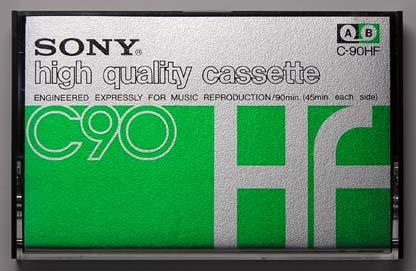 SONY®
A B
C-90HF
high quality cassette
ENGINEERED EXPRESSLY FOR MUSIC REPRODUCTION/90min. (45min. each side)
C90
Hf